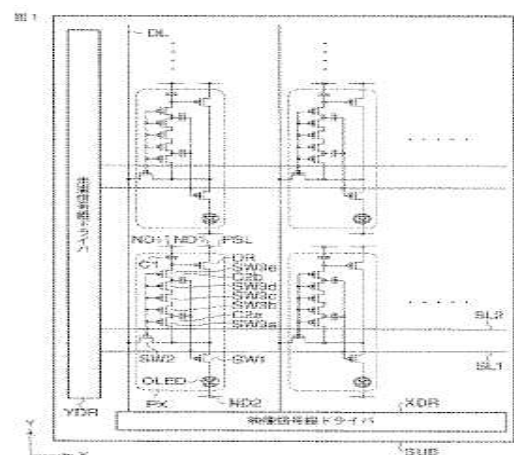 図1
DL
ND1 ND PSL
C1
DR
SW3e
C2b
SW3d
SW3c
SW3b
C2a
SW3a
SL2
SW2
SW1
SL1
OLED
PX
ND2
XDR
YDR
映像信号線ドライバ
Y
X
SUB